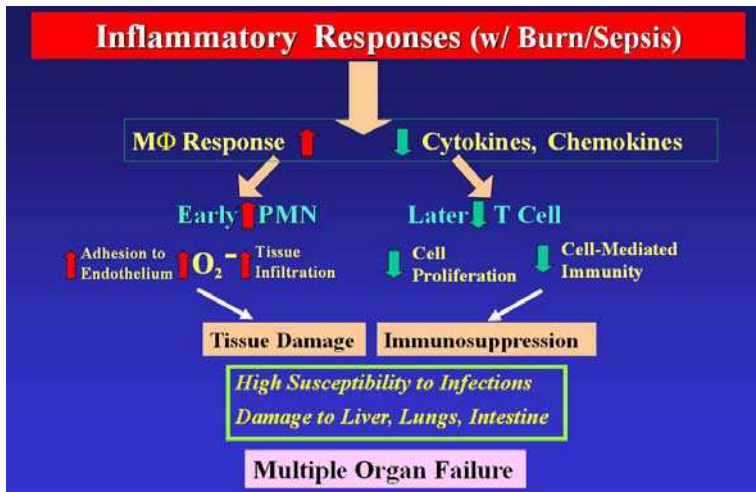 Inflammatory Responses (w/ Burn/Sepsis)
MΦ Response
Cytokines, Chemokines
Early PMN
Later T Cell
Adhesion to
Endothelium
O₂⁻
Tissue
Infiltration
Cell
Proliferation
Cell-Mediated
Immunity
Tissue Damage
Immunosuppression
High Susceptibility to Infections
Damage to Liver, Lungs, Intestine
Multiple Organ Failure